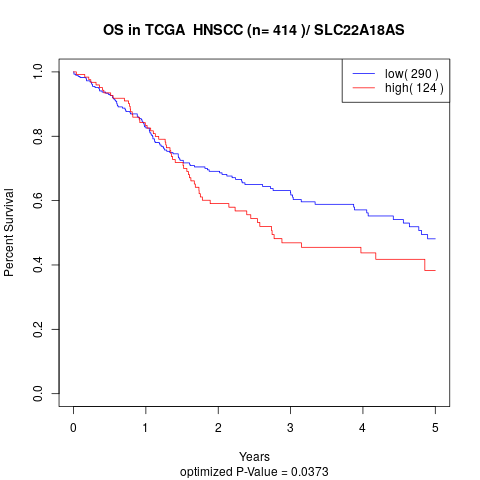 OS in TCGA  HNSCC (n= 414 )/ SLC22A18AS
low( 290 )
high( 124 )
Percent Survival
1.0
0.8
0.6
0.4
0.2
0.0
0 1 2 3 4 5
Years
optimized P-Value = 0.0373